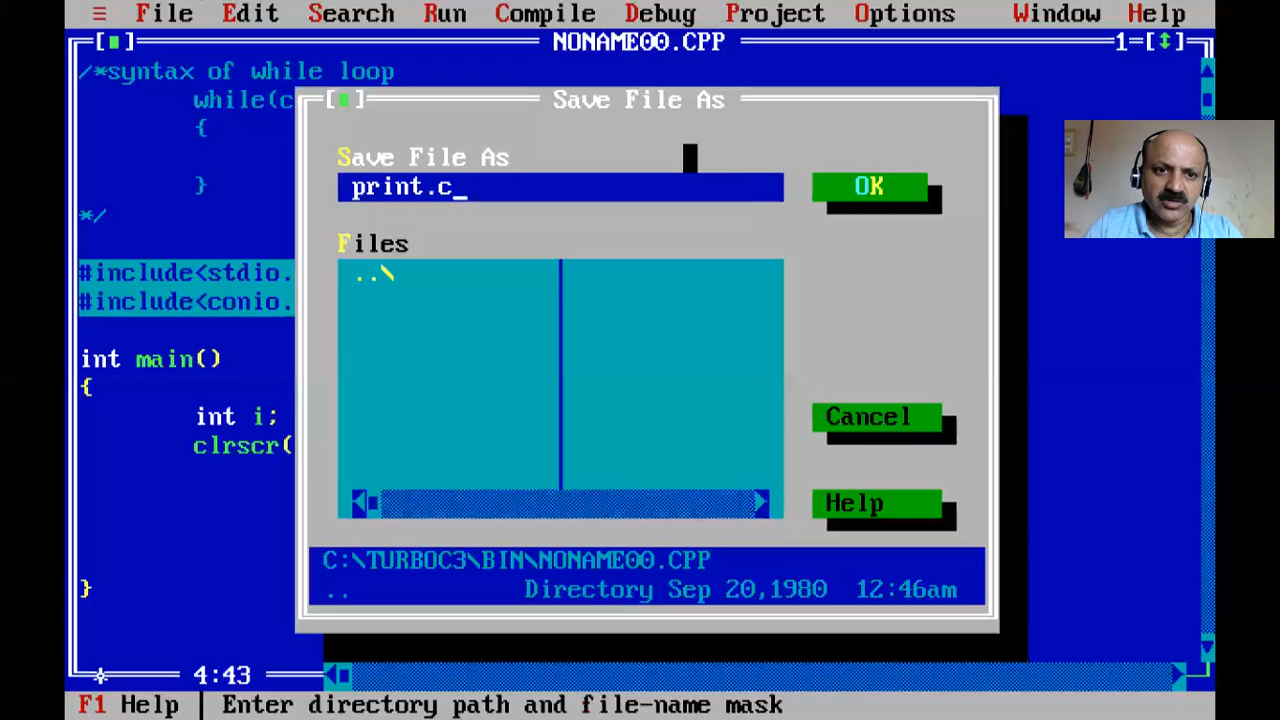 ≡ File Edit Search Run Compile Debug Project Options Window Help
[■] NONAME00.CPP 1=[↕]
/*syntax of while loop
while(c
{
}
*/
#include<stdio.
#include<conio.
int main()
{
int i;
clrscr(
}
[■] Save File As
Save File As
print.c_
OK
Files
..\
Cancel
Help
C:\TURBOC3\BIN\NONAME00.CPP
.. Directory Sep 20,1980 12:46am
4:43
F1 Help │ Enter directory path and file-name mask